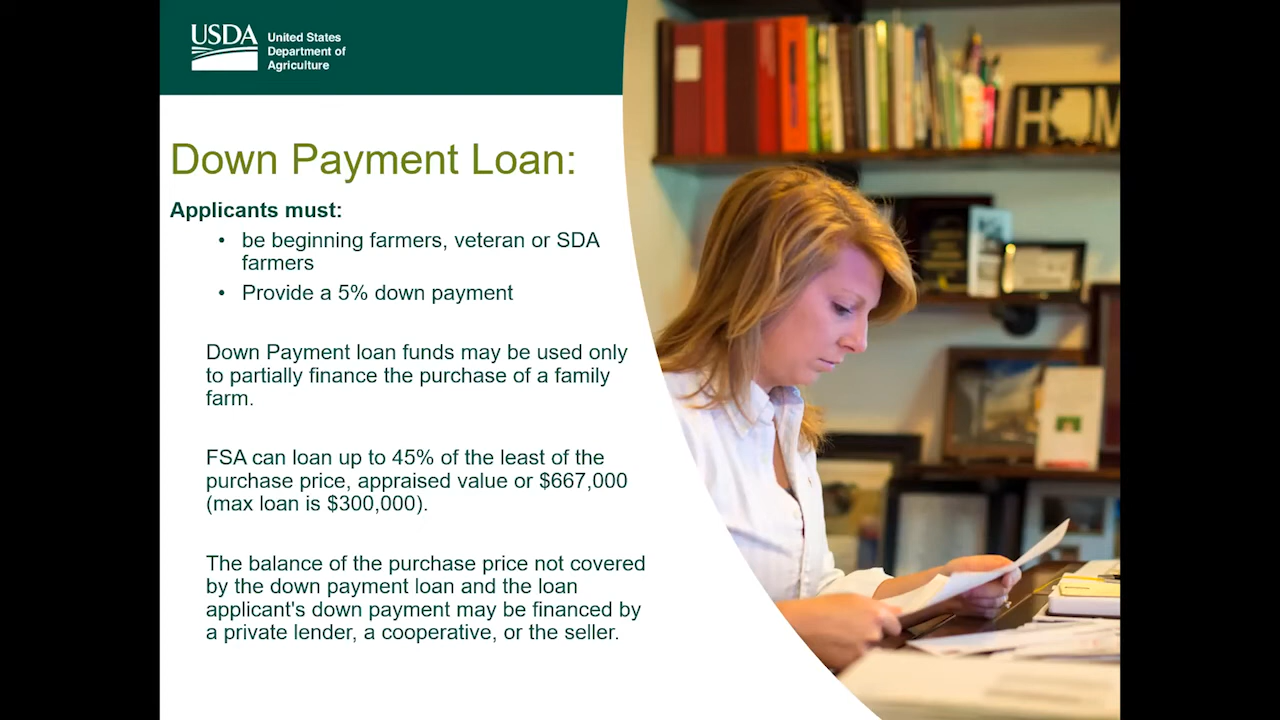 USDA
United States
Department of
Agriculture
Down Payment Loan:
Applicants must:
• be beginning farmers, veteran or SDA
farmers
• Provide a 5% down payment
Down Payment loan funds may be used only
to partially finance the purchase of a family
farm.
FSA can loan up to 45% of the least of the
purchase price, appraised value or $667,000
(max loan is $300,000).
The balance of the purchase price not covered
by the down payment loan and the loan
applicant's down payment may be financed by
a private lender, a cooperative, or the seller.